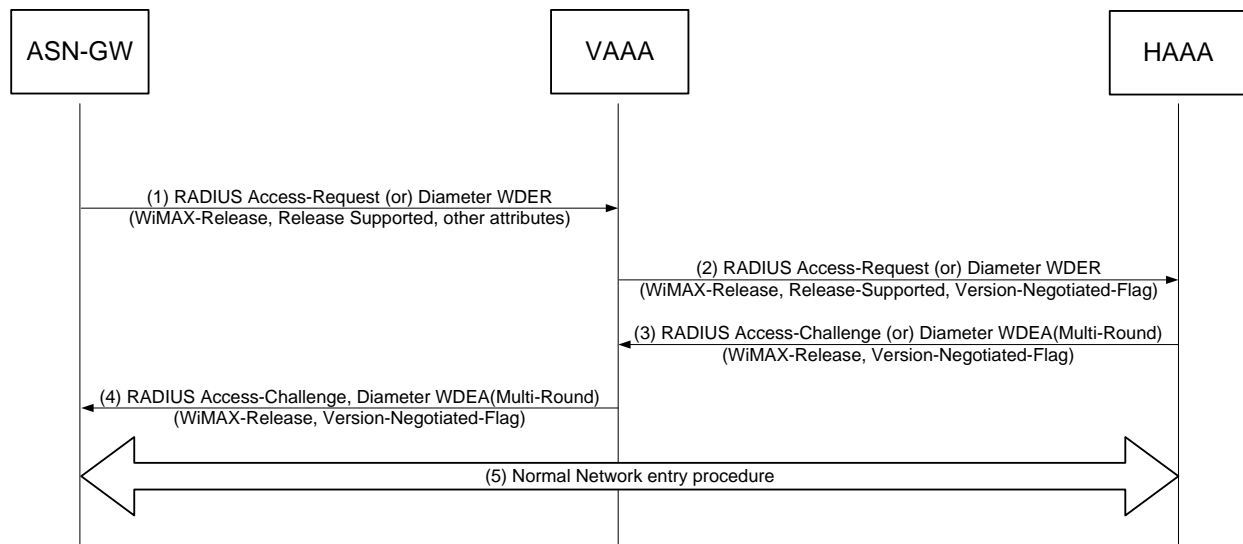 ASN-GW
VAAA
HAAA
(1) RADIUS Access-Request (or) Diameter WDER
(WiMAX-Release, Release Supported, other attributes)
(2) RADIUS Access-Request (or) Diameter WDER
(WiMAX-Release, Release-Supported, Version-Negotiated-Flag)
(3) RADIUS Access-Challenge (or) Diameter WDEA(Multi-Round)
(WiMAX-Release, Version-Negotiated-Flag)
(4) RADIUS Access-Challenge, Diameter WDEA(Multi-Round)
(WiMAX-Release, Version-Negotiated-Flag)
(5) Normal Network entry procedure